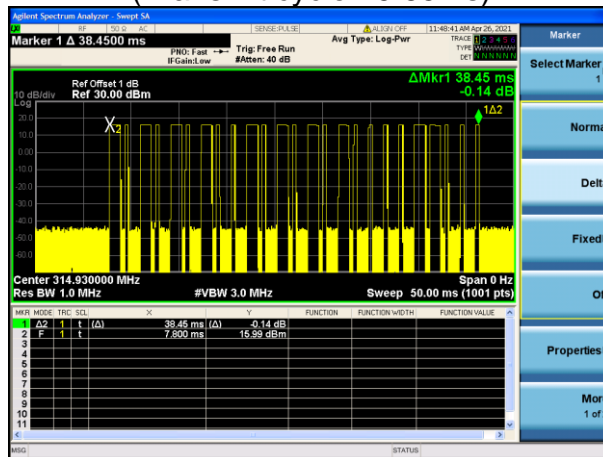 Agilent Spectrum Analyzer - Swept SA
RF 50 Ω AC SENSE:PULSE ALIGN OFF 11:48:41 AM Apr 26, 2021
Marker 1 Δ 38.4500 ms
PNO: Fast
IFGain:Low
Trig: Free Run
#Atten: 40 dB
Avg Type: Log-Pwr
TRACE 1 2 3 4 5 6
TYPE
DET N N N N N N
Marker
Select Marker
1
Norma
Delt
Fixed
Of
Properties
Mor
1 of
ΔMkr1 38.45 ms
-0.14 dB
Ref Offset 1 dB
Ref 30.00 dBm
10 dB/div
Log
20.0
10.0
0.00
-10.0
-20.0
-30.0
-40.0
-50.0
-60.0
X2
1Δ2
Center 314.930000 MHz
Span 0 Hz
Res BW 1.0 MHz
#VBW 3.0 MHz
Sweep 50.00 ms (1001 pts)
MKR MODE TRC SCL X Y FUNCTION FUNCTION WIDTH FUNCTION VALUE
1 Δ2 1 t (Δ) 38.45 ms (Δ) -0.14 dB
2 F 1 t 7.800 ms 15.99 dBm
3
4
5
6
7
8
9
10
11
MSG
STATUS